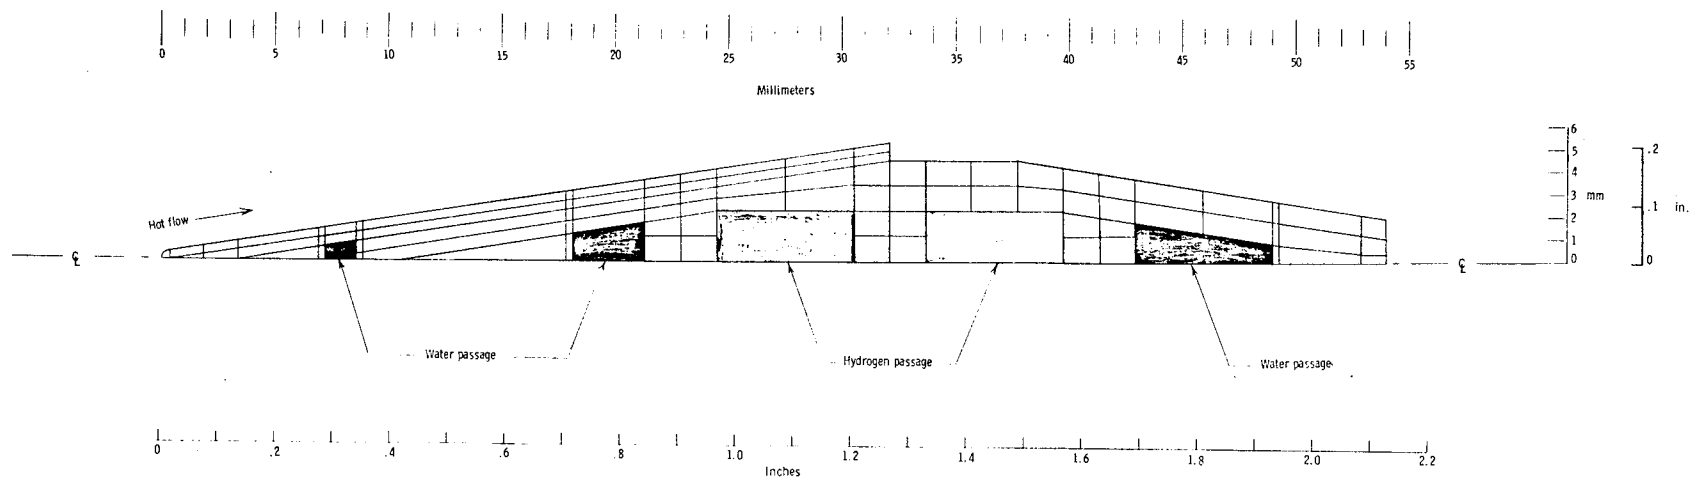 0 5 10 15 20 25 30 35 40 45 50 55
Millimeters
6
5
4
3 mm
2
1
0
.2
.1 in.
0
Hot flow
℄ ℄
Water passage Hydrogen passage Water passage
0 .2 .4 .6 .8 1.0 1.2 1.4 1.6 1.8 2.0 2.2
Inches